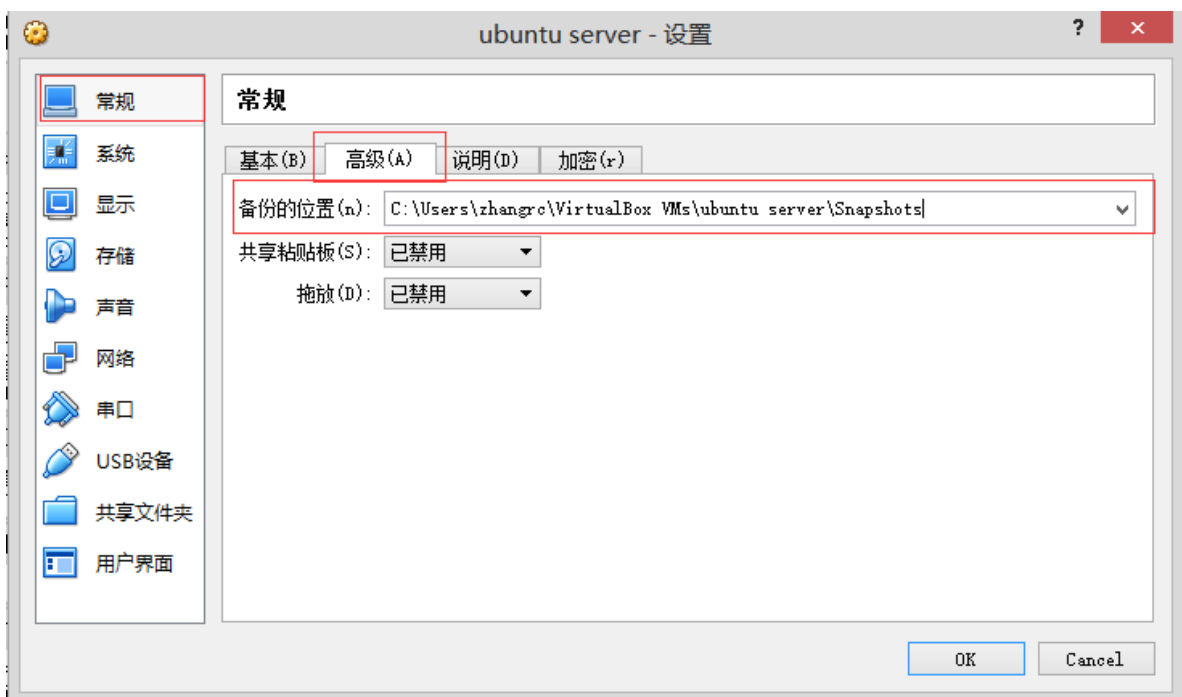 ubuntu server - 设置
?
常规
系统
显示
存储
声音
网络
串口
USB设备
共享文件夹
用户界面
常规
基本(B)
高级(A)
说明(D)
加密(r)
备份的位置(n): C:\Users\zhangrc\VirtualBox VMs\ubuntu server\Snapshots
共享粘贴板(S): 已禁用
拖放(D): 已禁用
OK
Cancel